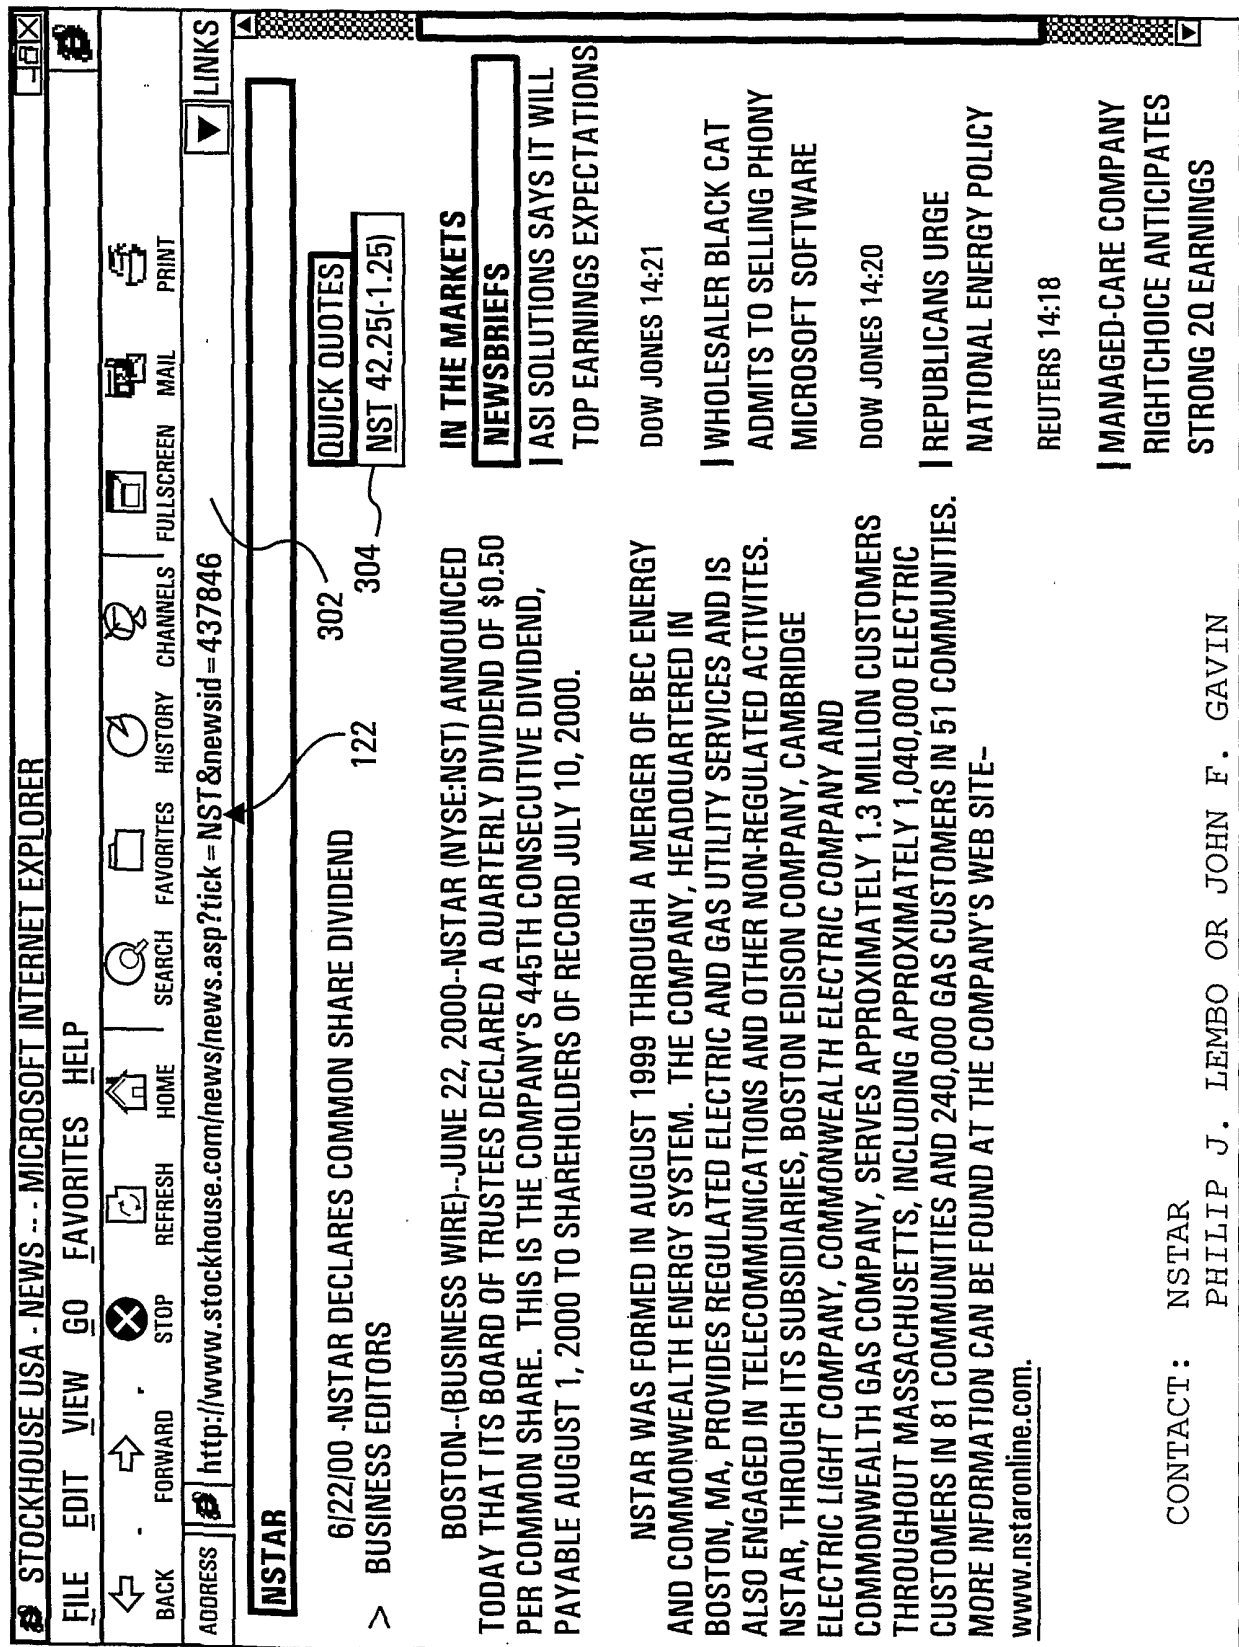 STOCKHOUSE USA - NEWS - - - MICROSOFT INTERNET EXPLORER
FILE EDIT VIEW GO FAVORITES HELP
BACK FORWARD STOP REFRESH HOME SEARCH FAVORITES HISTORY CHANNELS FULLSCREEN MAIL PRINT
ADDRESS http://www.stockhouse.com/news/news.asp?tick=NST&newsid=437846 LINKS
NSTAR
122
302
304
6/22/00 -NSTAR DECLARES COMMON SHARE DIVIDEND
> BUSINESS EDITORS
BOSTON--(BUSINESS WIRE)--JUNE 22, 2000--NSTAR (NYSE:NST) ANNOUNCED
TODAY THAT ITS BOARD OF TRUSTEES DECLARED A QUARTERLY DIVIDEND OF $0.50
PER COMMON SHARE. THIS IS THE COMPANY'S 445TH CONSECUTIVE DIVIDEND,
PAYABLE AUGUST 1, 2000 TO SHAREHOLDERS OF RECORD JULY 10, 2000.
NSTAR WAS FORMED IN AUGUST 1999 THROUGH A MERGER OF BEC ENERGY
AND COMMONWEALTH ENERGY SYSTEM. THE COMPANY, HEADQUARTERED IN
BOSTON, MA, PROVIDES REGULATED ELECTRIC AND GAS UTILITY SERVICES AND IS
ALSO ENGAGED IN TELECOMMUNICATIONS AND OTHER NON-REGULATED ACTIVITES.
NSTAR, THROUGH ITS SUBSIDIARIES, BOSTON EDISON COMPANY, CAMBRIDGE
ELECTRIC LIGHT COMPANY, COMMONWEALTH ELECTRIC COMPANY AND
COMMONWEALTH GAS COMPANY, SERVES APPROXIMATELY 1.3 MILLION CUSTOMERS
THROUGHOUT MASSACHUSETTS, INCLUDING APPROXIMATELY 1,040,000 ELECTRIC
CUSTOMERS IN 81 COMMUNITIES AND 240,000 GAS CUSTOMERS IN 51 COMMUNITIES.
MORE INFORMATION CAN BE FOUND AT THE COMPANY'S WEB SITE-
www.nstaronline.com.
CONTACT: NSTAR
PHILIP J. LEMBO OR JOHN F. GAVIN
QUICK QUOTES
NST 42.25(-1.25)
IN THE MARKETS
NEWSBRIEFS
ASI SOLUTIONS SAYS IT WILL
TOP EARNINGS EXPECTATIONS
DOW JONES 14:21
WHOLESALER BLACK CAT
ADMITS TO SELLING PHONY
MICROSOFT SOFTWARE
DOW JONES 14:20
REPUBLICANS URGE
NATIONAL ENERGY POLICY
REUTERS 14:18
MANAGED-CARE COMPANY
RIGHTCHOICE ANTICIPATES
STRONG 2Q EARNINGS